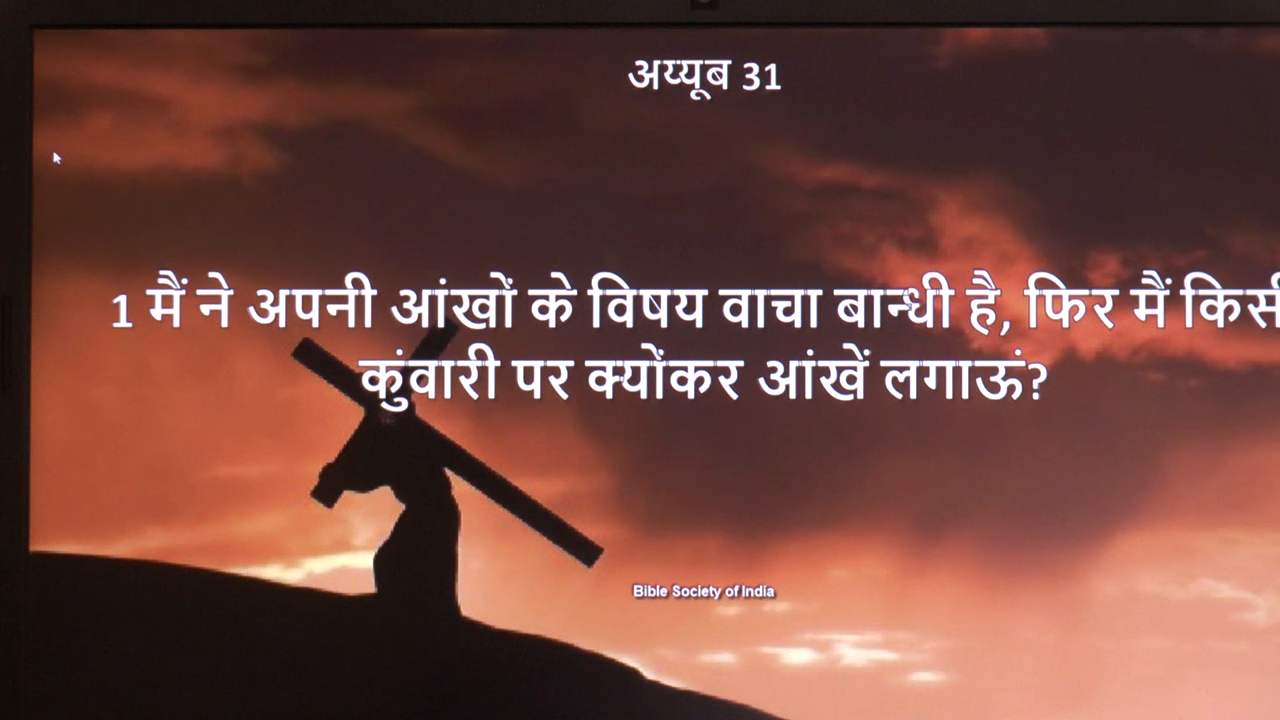 अय्यूब 31
1 मैं ने अपनी आंखों के विषय वाचा बान्धी है, फिर मैं किसी
कुंवारी पर क्योंकर आंखें लगाऊं?
Bible Society of India